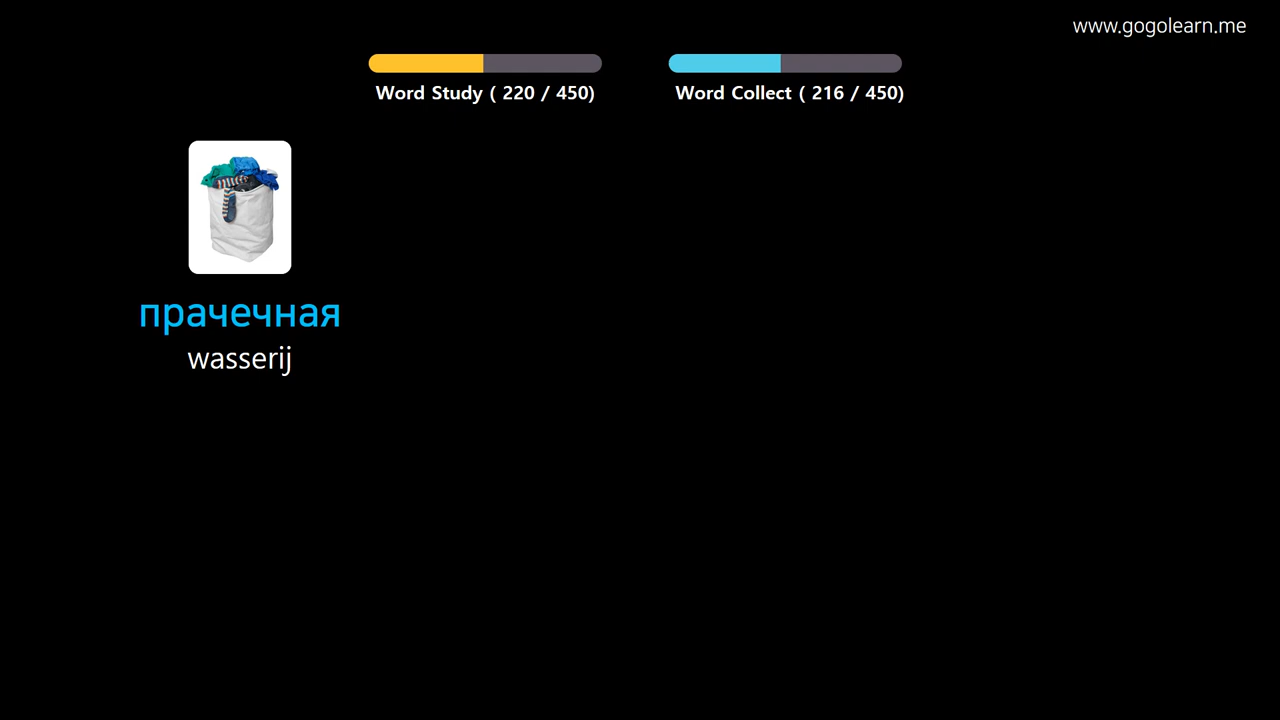 www.gogolearn.me
Word Study ( 220 / 450)
Word Collect ( 216 / 450)
прачечная
wasserij